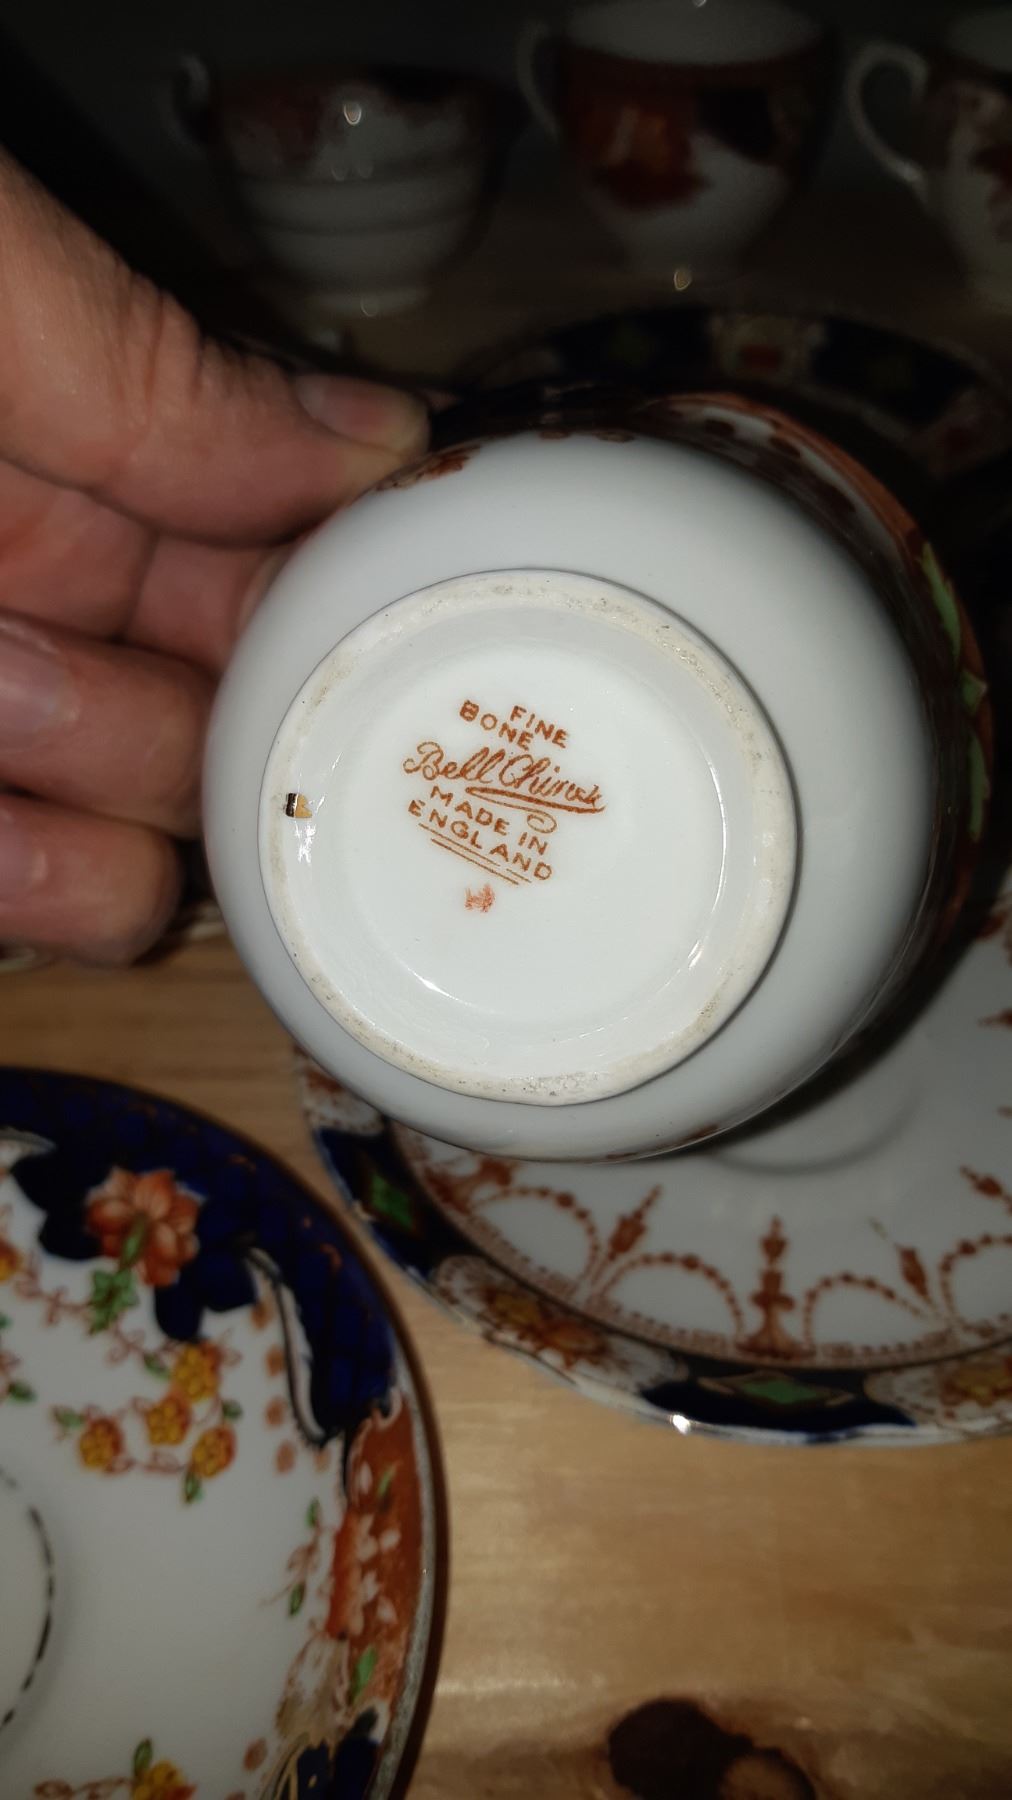 FINE
BONE
Bell China
MADE IN
ENGLAND